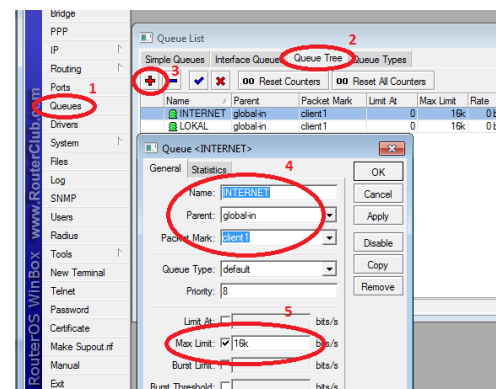 Bridge
PPP
IP
Routing
Ports
1
Queues
Drivers
System
Files
Log
SNMP
Users
Radius
Tools
New Terminal
Telnet
Password
Certificate
Make Supout.rif
Manual
Exit
RouterOS WinBox www.RouterClub.com
Queue List
2
Simple Queues Interface Queues Queue Tree Queue Types
3 00 Reset Counters 00 Reset All Counters
Name / Parent Packet Mark Limit At Max Limit Rate
INTERNET global-in client1 0 16k 0 b
LOKAL global-in client1 0 16k 0 b
Queue <INTERNET>
General Statistics 4 OK
Name: INTERNET Cancel
Parent: global-in Apply
Packet Mark: client1 Disable
Queue Type: default Copy
Priority: 8 Remove
5
Limit At: bits/s
Max Limit: 16k bits/s
Burst Limit: bits/s
Burst Threshold: bits/s